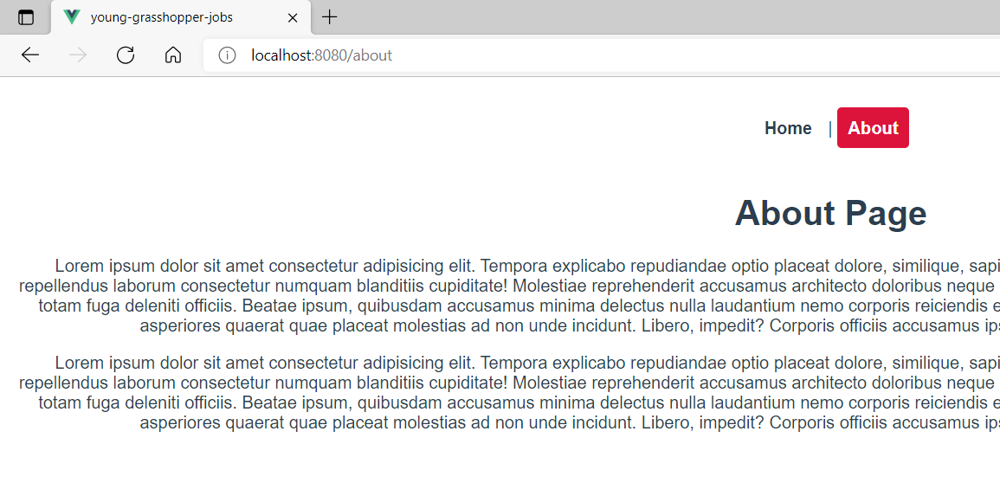 young-grasshopper-jobs
localhost:8080/about
Home | About
About Page
Lorem ipsum dolor sit amet consectetur adipisicing elit. Tempora explicabo repudiandae optio placeat dolore, similique,
repellendus laborum consectetur numquam blanditiis cupiditate! Molestiae reprehenderit accusamus architecto doloribus neque
totam fuga deleniti officiis. Beatae ipsum, quibusdam accusamus minima delectus nulla laudantium nemo corporis reiciendis
asperiores quaerat quae placeat molestias ad non unde incidunt. Libero, impedit? Corporis officiis accusamus
Lorem ipsum dolor sit amet consectetur adipisicing elit. Tempora explicabo repudiandae optio placeat dolore, similique,
repellendus laborum consectetur numquam blanditiis cupiditate! Molestiae reprehenderit accusamus architecto doloribus neque
totam fuga deleniti officiis. Beatae ipsum, quibusdam accusamus minima delectus nulla laudantium nemo corporis reiciendis
asperiores quaerat quae placeat molestias ad non unde incidunt. Libero, impedit? Corporis officiis accusamus